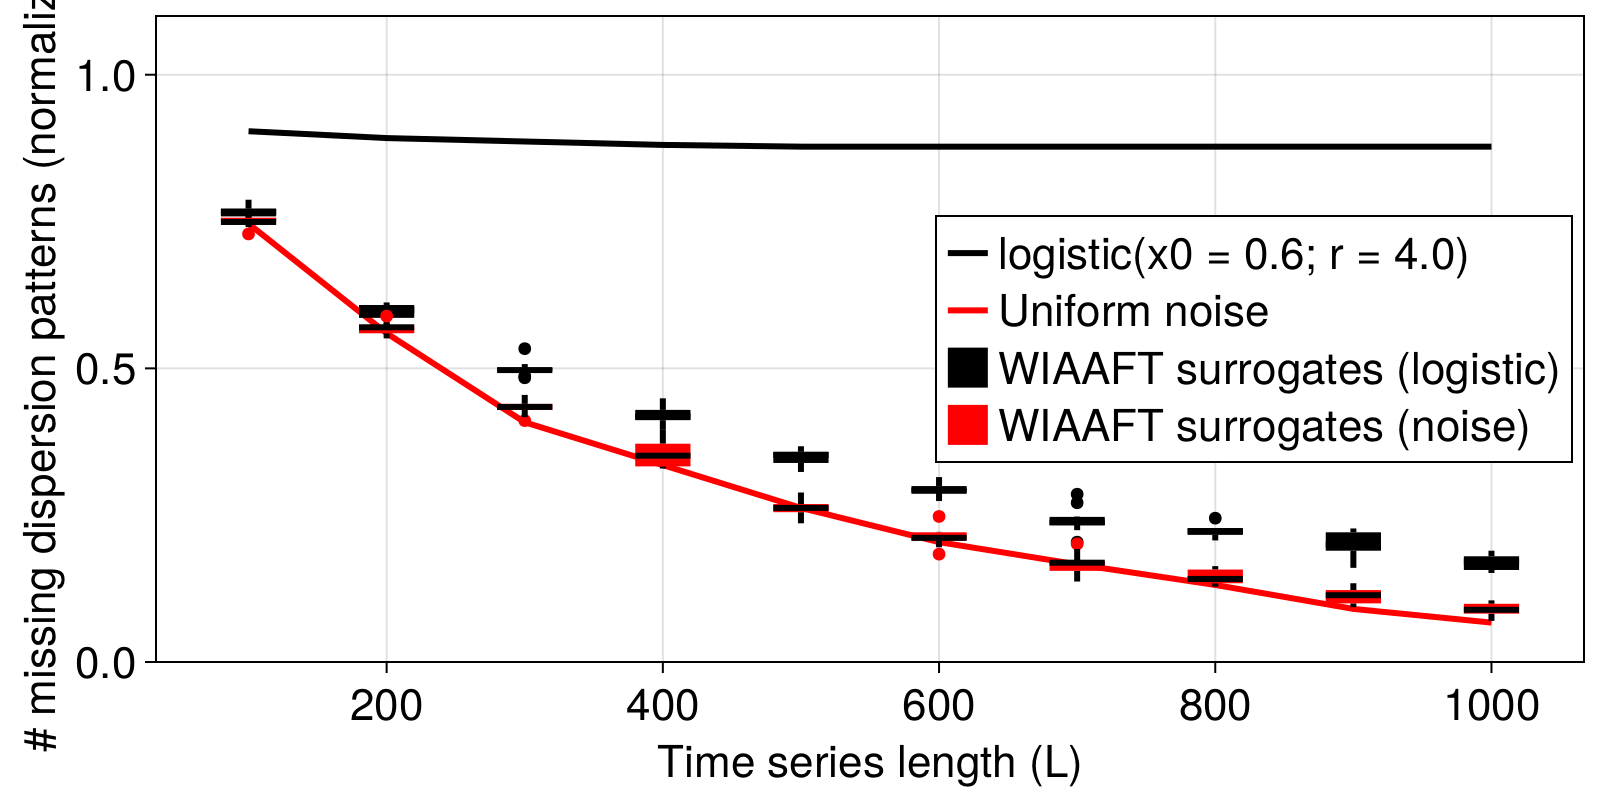 # missing dispersion patterns (normaliz
1.0
0.5
0.0
logistic(x0 = 0.6; r = 4.0)
Uniform noise
WIAAFT surrogates (logistic)
WIAAFT surrogates (noise)
200 400 600 800 1000
Time series length (L)